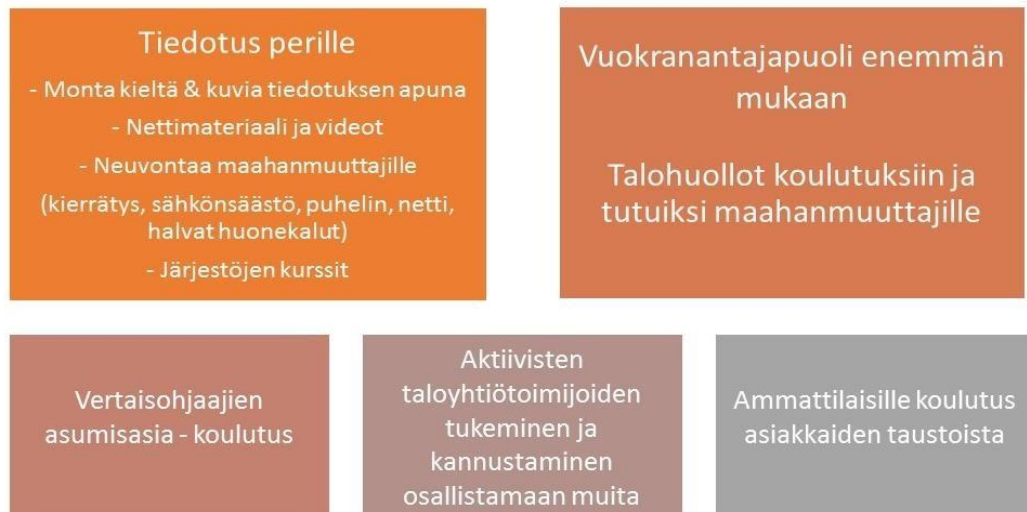 Tiedotus perille
- Monta kieltä & kuvia tiedotuksen apuna
- Nettimateriaali ja videot
- Neuvontaa maahanmuuttajille
(kierrätys, sähkönsäästö, puhelin, netti,
halvat huonekalut)
- Järjestöjen kurssit
Vuokranantajapuoli enemmän
mukaan
Talohuollot koulutuksiin ja
tutuiksi maahanmuuttajille
Vertaisohjaajien
asumisasia - koulutus
Aktiivisten
taloyhtiötoimijoiden
tukeminen ja
kannustaminen
osallistamaan muita
Ammattilaisille koulutus
asiakkaiden taustoista